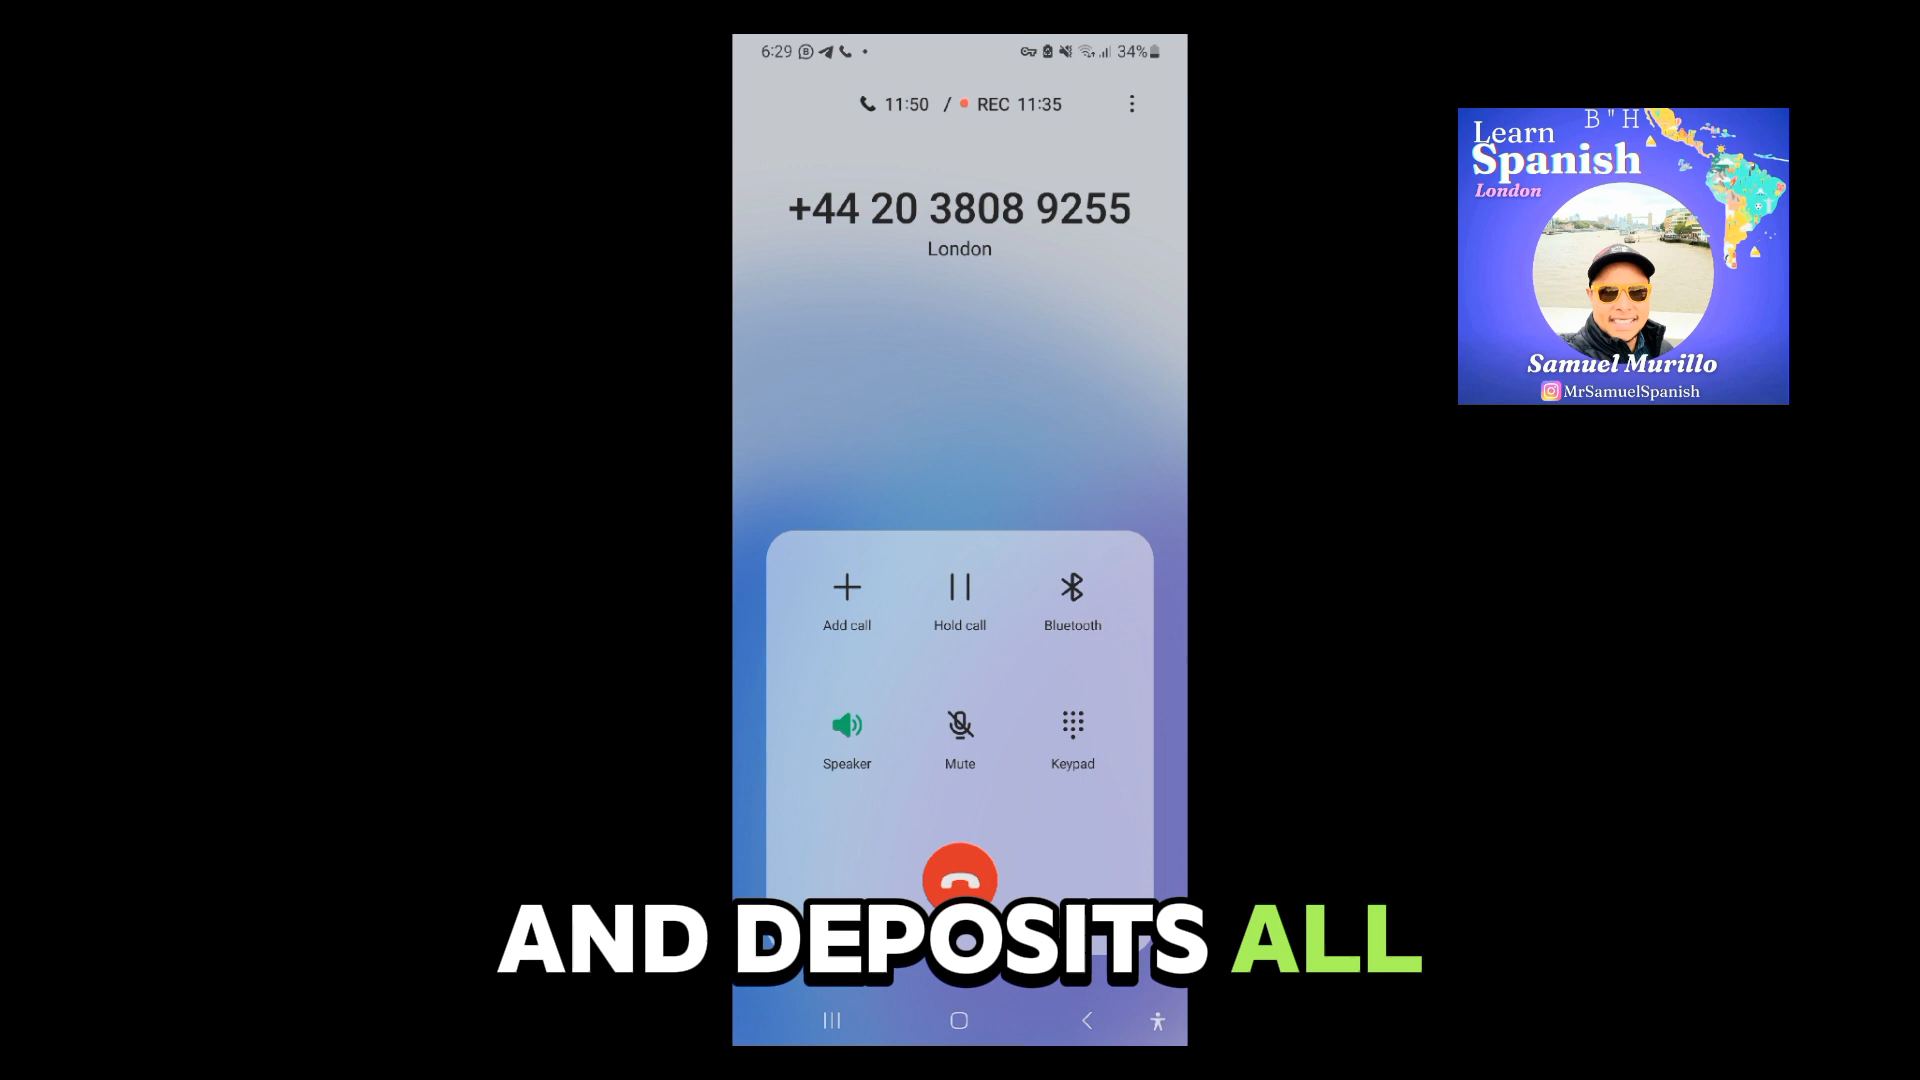 6:29
34%
11:50 / REC 11:35
+44 20 3808 9255
London
Add call
Hold call
Bluetooth
Speaker
Mute
Keypad
AND DEPOSITS ALL
B"H
Learn
Spanish
London
Samuel Murillo
MrSamuelSpanish